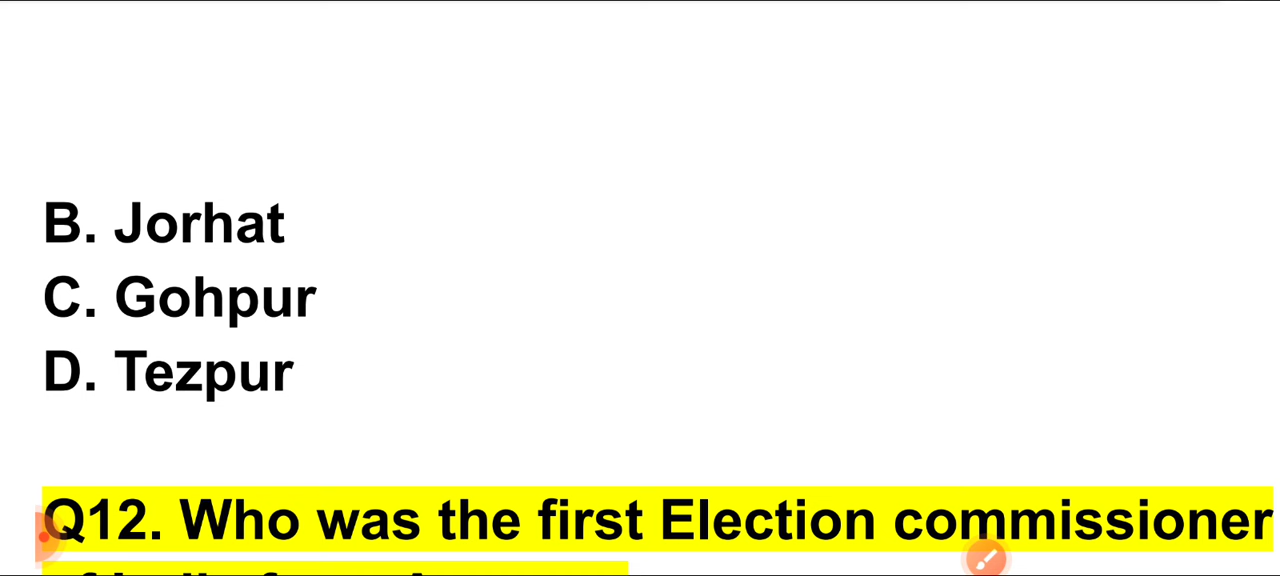 B. Jorhat
C. Gohpur
D. Tezpur
Q12. Who was the first Election commissioner